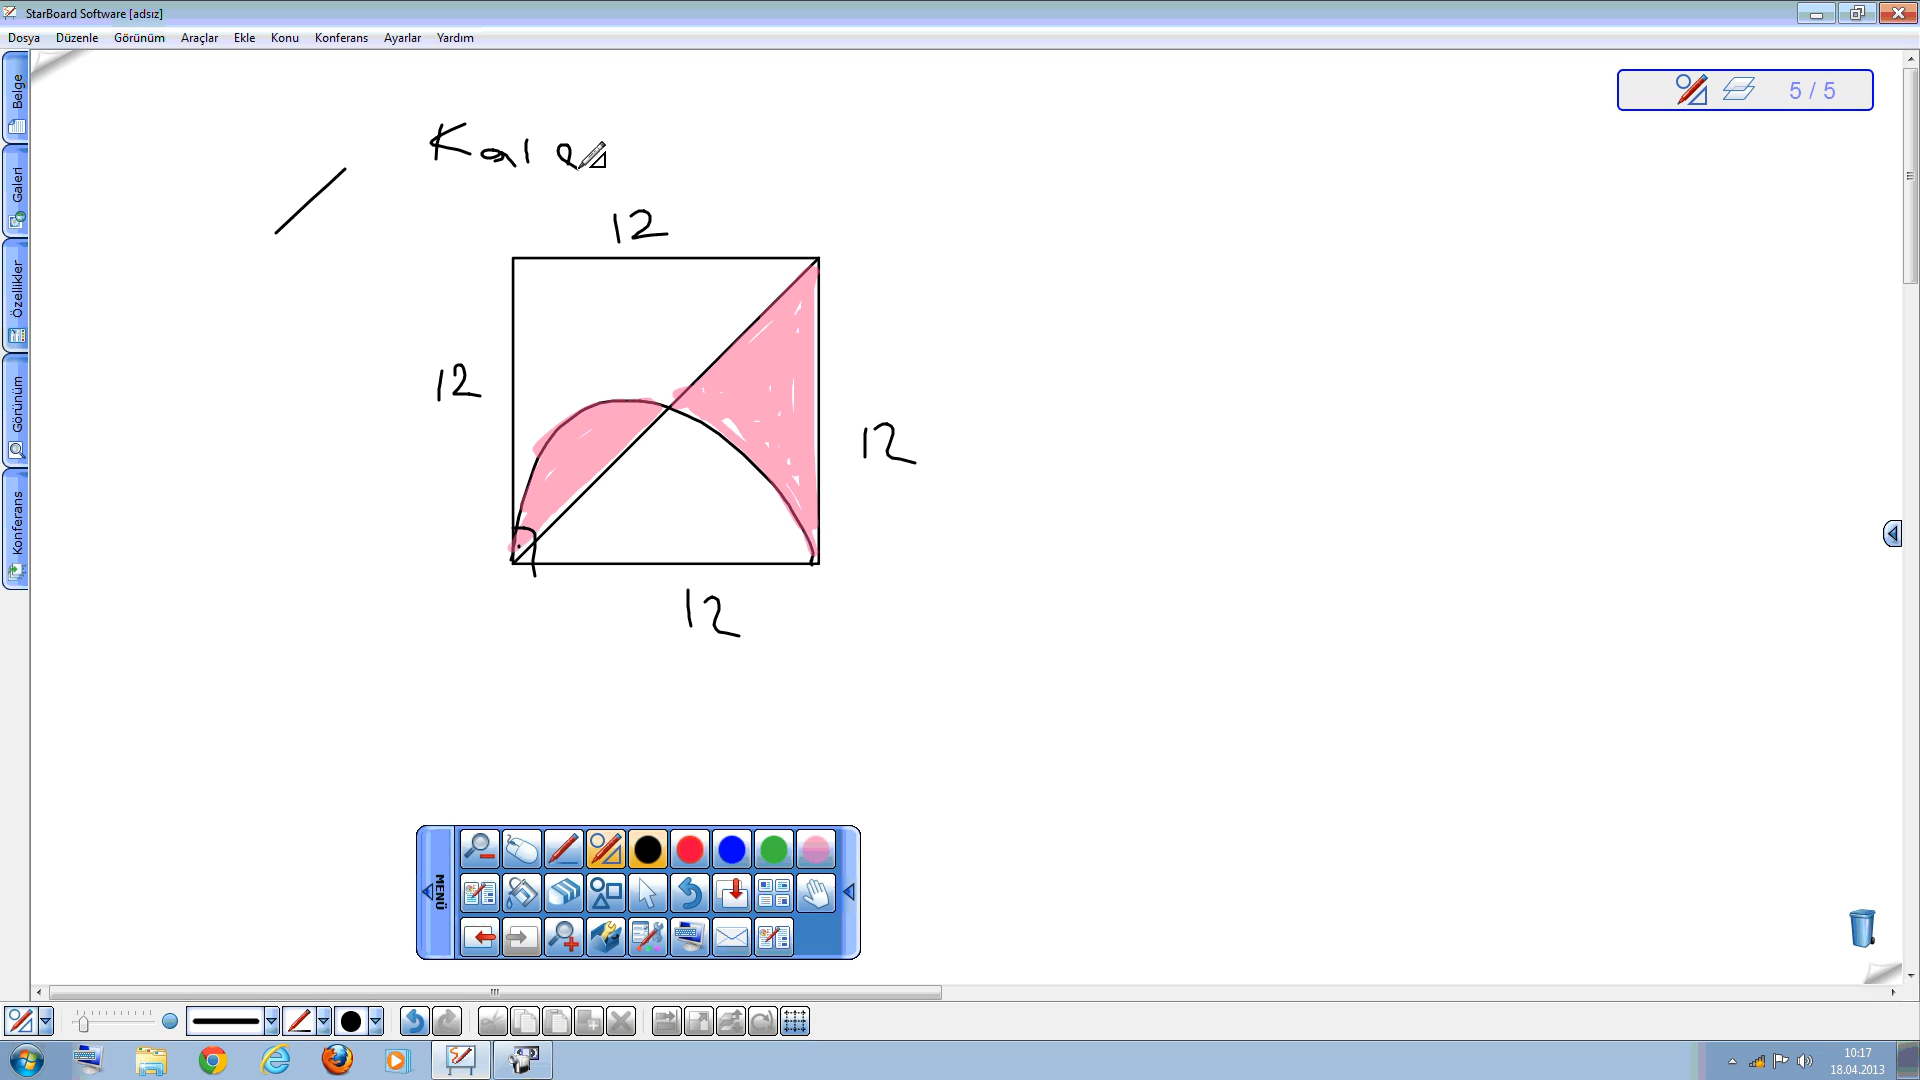 StarBoard Software [adsız]
Dosya Düzenle Görünüm Araçlar Ekle Konu Konferans Ayarlar Yardım
Belge
Galeri
Özellikler
Görünüm
Konferans
5 / 5
12
12
12
12
MENÜ
10:17
18.04.2013